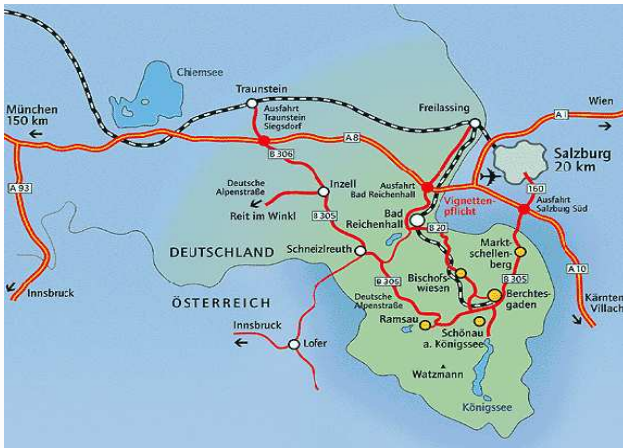 Chiemsee
Traunstein
Ausfahrt
Traunstein
Siegsdorf
Freilassing
A 1
Wien
München
150 km
A 8
Salzburg
20 km
B 306
A 93
Deutsche
Alpenstraße
Inzell
Ausfahrt
Bad Reichenhall
160
Vignetten-
pflicht
Ausfahrt
Salzburg Süd
Reit im Winkl
B 305
Bad
Reichenhall
B 20
DEUTSCHLAND
Schneizlreuth
Markt-
schellen-
berg
A 10
Bischofs-
wiesen
B 305
B 305
Innsbruck
ÖSTERREICH
Deutsche
Alpenstraße
Berchtes-
gaden
Kärnten
Villach
Innsbruck
Ramsau
Schönau
a. Königssee
Lofer
Watzmann
Königssee